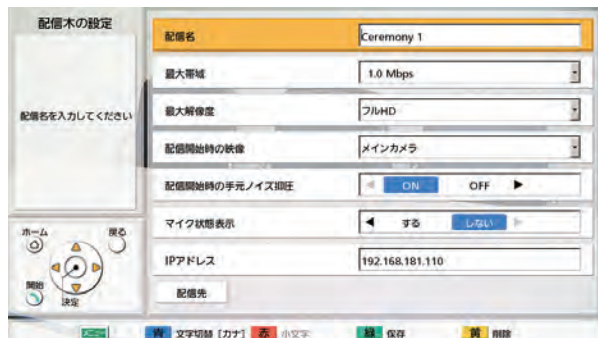 配信木の設定
配信名を入力してください
配信名 Ceremony 1
最大帯域 1.0 Mbps
最大解像度 フルHD
配信開始時の映像 メインカメラ
配信開始時の手元ノイズ抑圧 ON OFF
マイク状態表示 する しない
IPアドレス 192.168.181.110
配信先
ホーム 戻る
開始 決定
メニュー 青 文字切替 [カナ] 赤 小文字 緑 保存 黄 削除